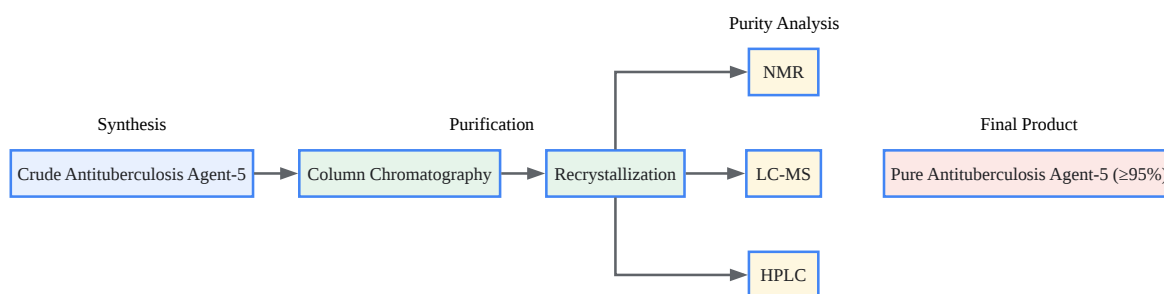 Purity Analysis
NMR
Synthesis
Purification
Final Product
Crude Antituberculosis Agent-5
Column Chromatography
Recrystallization
LC-MS
Pure Antituberculosis Agent-5 (≥95%)
HPLC